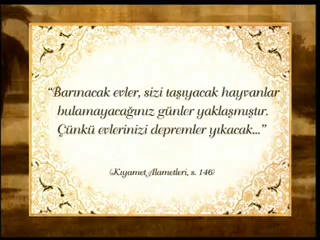 “Barınacak evler, sizi taşıyacak hayvanlar
bulamayacağınız günler yaklaşmıştır.
Çünkü evlerinizi depremler yıkacak...”
(Kıyamet Alametleri, s. 146)